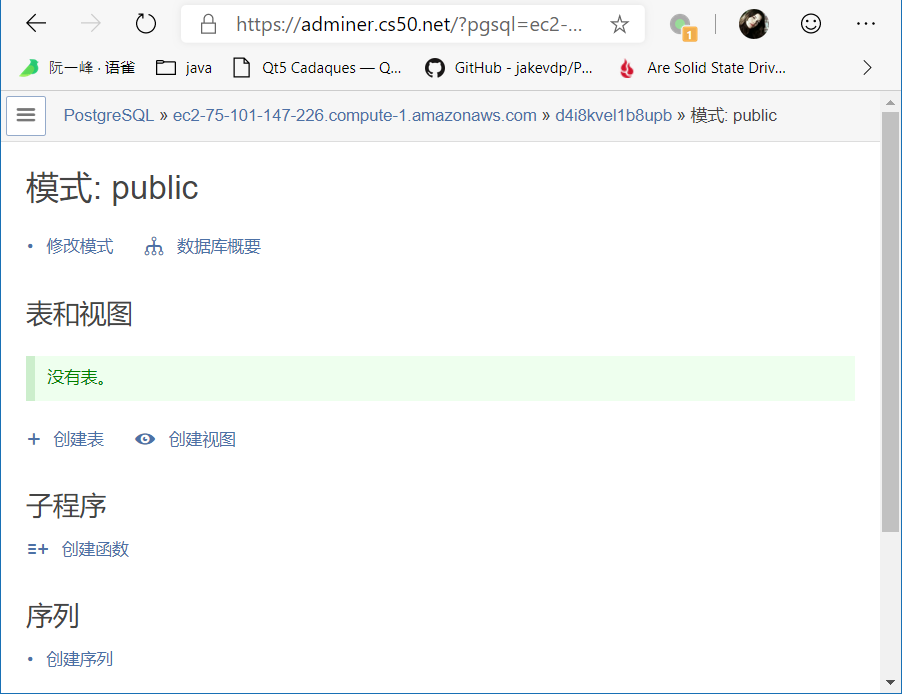 https://adminer.cs50.net/?pgsql=ec2-...
1
阮一峰 · 语雀 java Qt5 Cadaques — Q... GitHub - jakevdp/P... Are Solid State Driv...
PostgreSQL » ec2-75-101-147-226.compute-1.amazonaws.com » d4i8kvel1b8upb » 模式: public
模式: public
修改模式 数据库概要
表和视图
没有表。
创建表 创建视图
子程序
创建函数
序列
创建序列